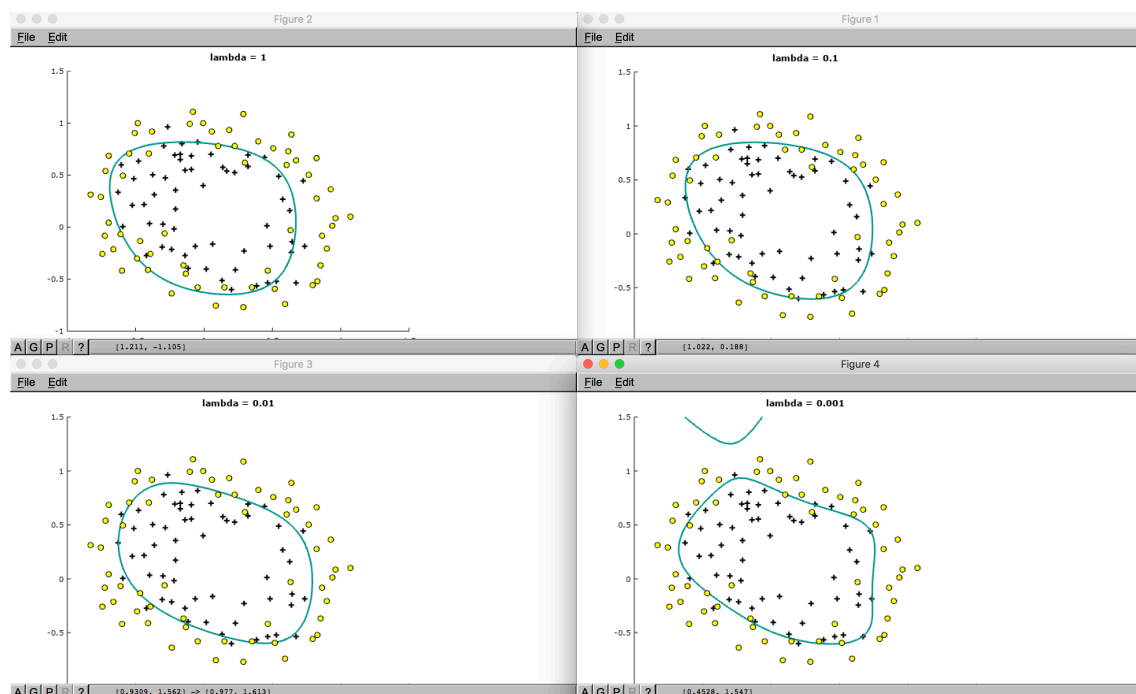 Figure 2
File Edit
lambda = 1
1.5
1
0.5
0
-0.5
-1
A G P R ? [1.211, -1.105]
Figure 1
File Edit
lambda = 0.1
1.5
1
0.5
0
-0.5
A G P R ? [1.022, 0.188]
Figure 3
File Edit
lambda = 0.01
1.5
1
0.5
0
-0.5
A G P R ? [0.9309, 1.562] -> [0.977, 1.613]
Figure 4
File Edit
lambda = 0.001
1.5
1
0.5
0
-0.5
A G P R ? [0.4528, 1.547]